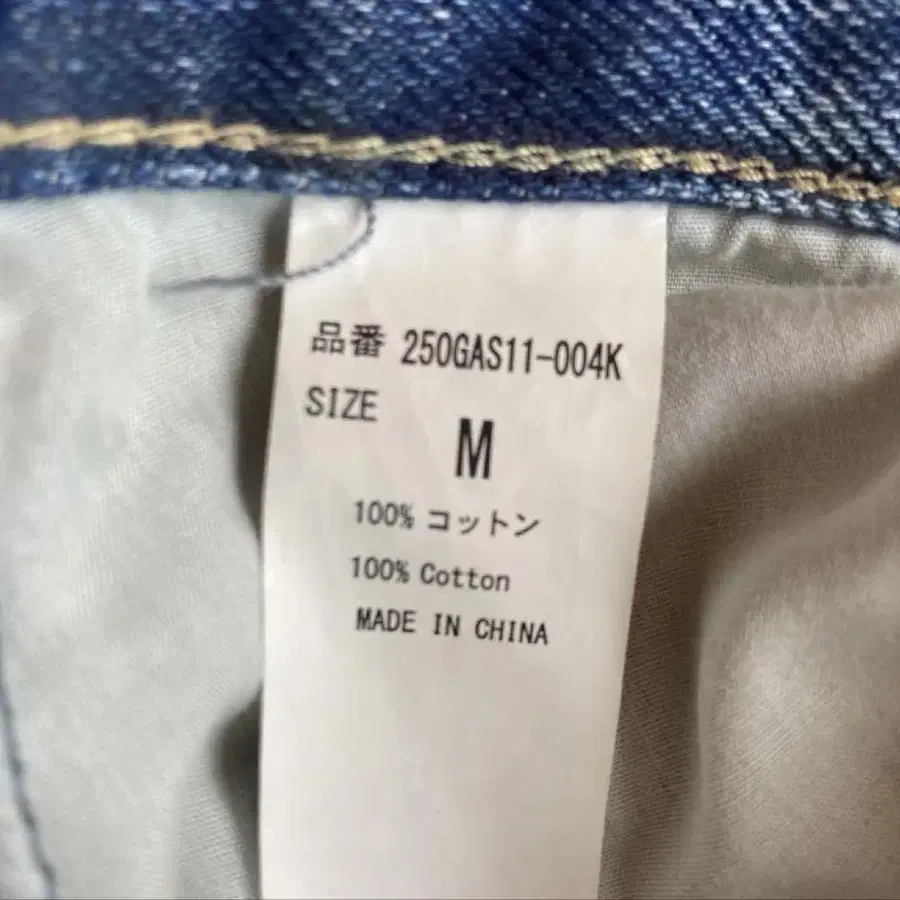 品番 250GAS11-004K
SIZE
M
100% コットン
100% Cotton
MADE IN CHINA